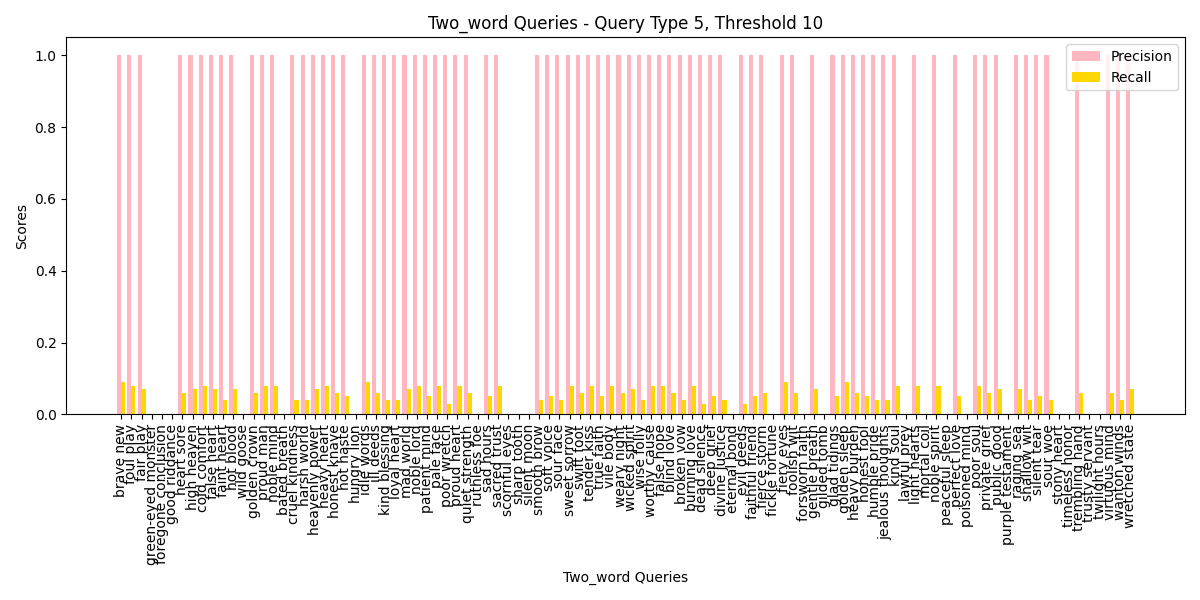 Two_word Queries - Query Type 5, Threshold 10
Precision
Recall
Scores
1.0
0.8
0.6
0.4
0.2
0.0
brave new
foul play
fair play
green-eyed monster
foregone conclusion
good riddance
heart sore
high heaven
cold comfort
fake heart
faint heart
hot blood
wild goose
golden crown
proud man
noble mind
bated breath
cruel kindness
harsh world
heavenly power
heavy heart
honest knave
hot haste
hungry lion
idle words
ill deeds
kind blessing
loyal heart
mad world
noble lord
patient mind
pale face
poor wretch
proud heart
quiet strength
ruthless foe
sad hours
sacred trust
scornful eyes
sharp tooth
silent moon
smooth brow
soft voice
sour face
sweet sorrow
swift foot
tender kiss
true faith
vile body
weary night
wicked spirit
wise folly
worthy cause
rash love
blind love
broken vow
burning love
dead silence
deep grief
divine justice
eternal bond
evil deeds
faithful friend
fierce storm
fickle fortune
fiery eyes
foolish wit
forsworn faith
gentle breath
gilded tomb
glad tidings
golden sleep
heavy burden
honest fool
humble pride
jealous thoughts
kind soul
lawful prey
light hearts
mortal coil
noble spirit
peaceful sleep
perfect love
poisoned mind
poor soul
private grief
public good
purple testament
raging sea
shallow wit
silent tear
sour woe
stony heart
timeless honor
trembling hand
trusty servant
twilight hours
virtuous mind
wanton wind
wretched state
Two_word Queries